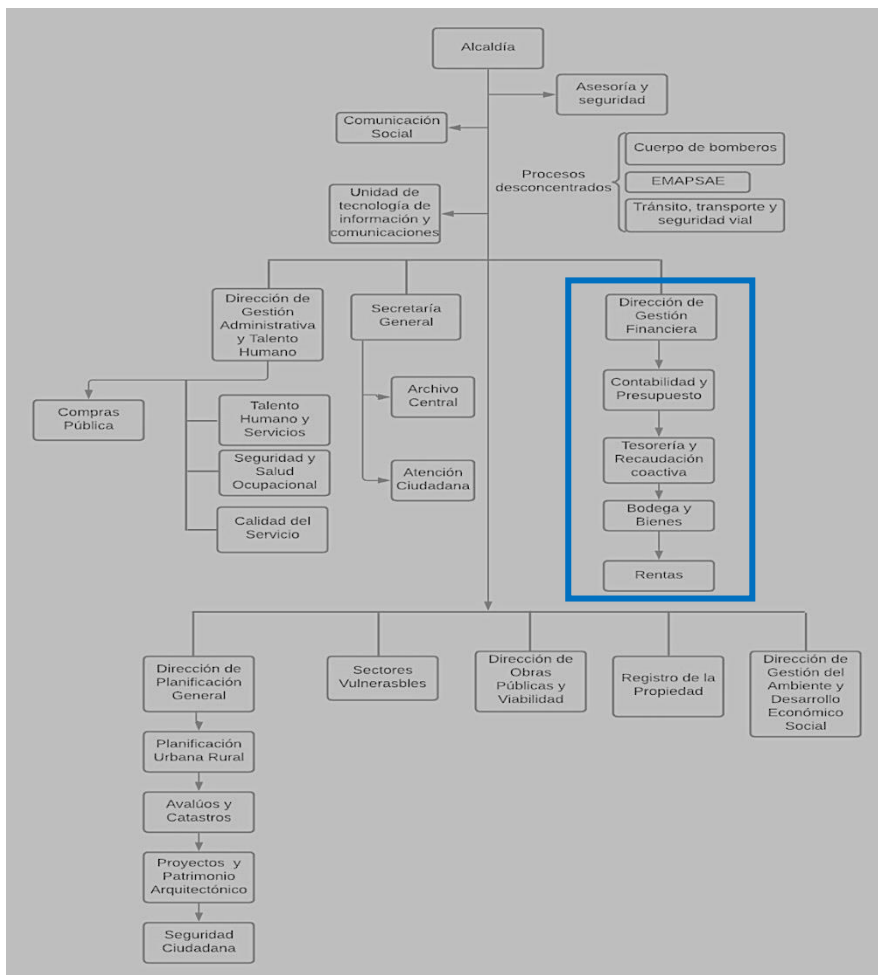 Alcaldía
Asesoría y
seguridad
Comunicación
Social
Procesos
desconcentrados
Cuerpo de bomberos
EMAPSAE
Tránsito, transporte y
seguridad vial
Unidad de
tecnología de
información y
comunicaciones
Dirección de
Gestión
Administrativa
y Talento
Humano
Secretaría
General
Dirección de
Gestión
Financiera
Compras
Pública
Talento
Humano y
Servicios
Seguridad y
Salud
Ocupacional
Calidad del
Servicio
Archivo
Central
Atención
Ciudadana
Contabilidad y
Presupuesto
Tesorería y
Recaudación
coactiva
Bodega y
Bienes
Rentas
Dirección de
Planificación
General
Sectores
Vulnerasbles
Dirección de
Obras
Públicas y
Viabilidad
Registro de la
Propiedad
Dirección de
Gestión del
Ambiente y
Desarrollo
Económico
Social
Planificación
Urbana Rural
Avalúos y
Catastros
Proyectos y
Patrimonio
Arquitectónico
Seguridad
Ciudadana